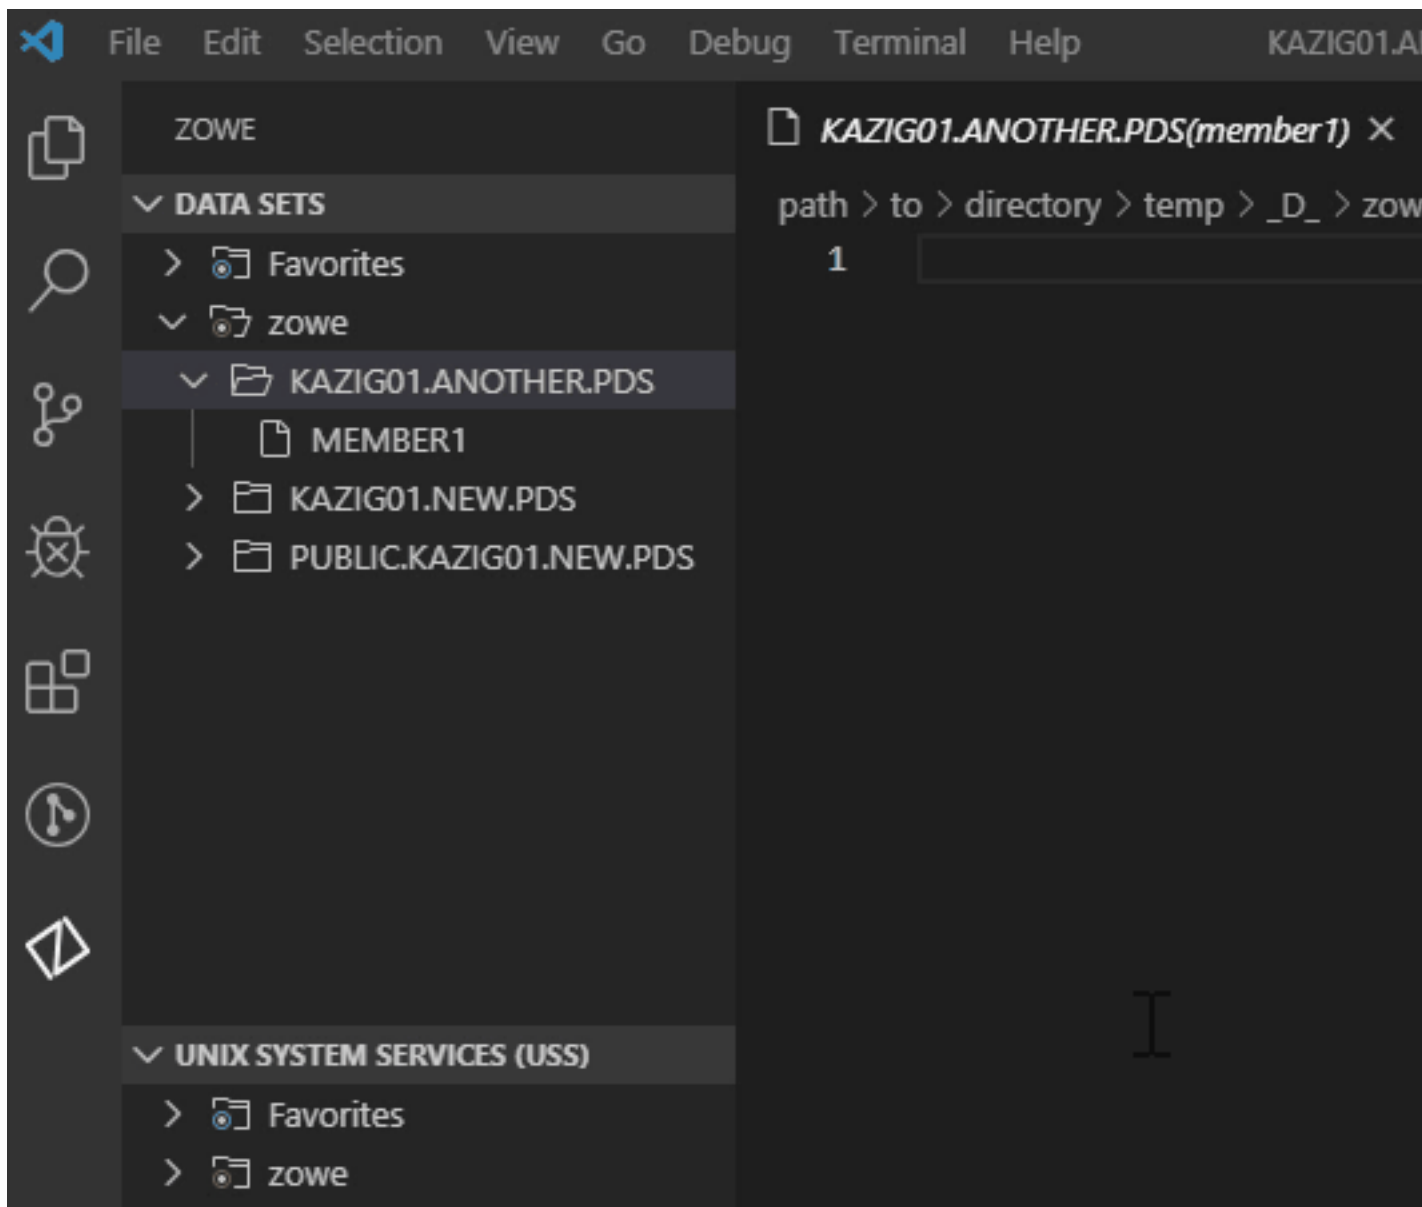 File Edit Selection View Go Debug Terminal Help KAZIG01.A
ZOWE
DATA SETS
Favorites
zowe
KAZIG01.ANOTHER.PDS
MEMBER1
KAZIG01.NEW.PDS
PUBLIC.KAZIG01.NEW.PDS
UNIX SYSTEM SERVICES (USS)
Favorites
zowe
KAZIG01.ANOTHER.PDS(member1)
path > to > directory > temp > _D_ > zow
1